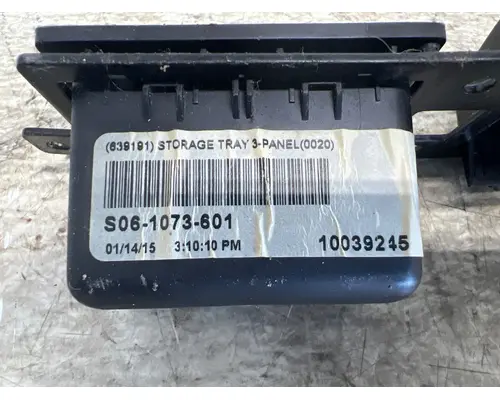 (639191) STORAGE TRAY 3-PANEL(0020)
S06-1073-601
01/14/15 3:10:10 PM 10039245